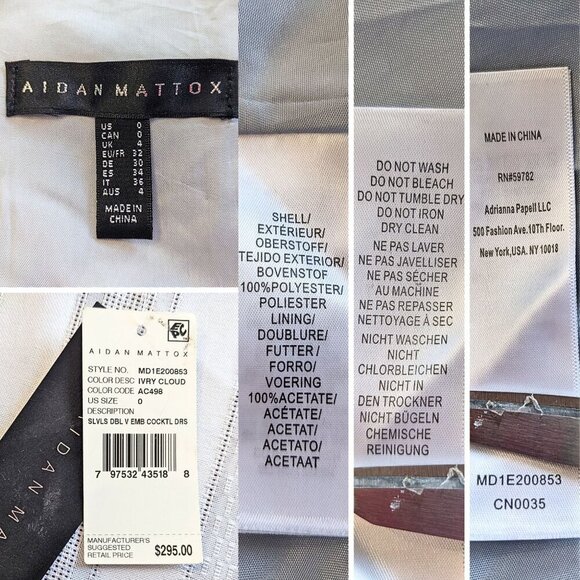 AIDAN MATTOX
US 0
CAN 0
UK 4
EU/FR 32
DE 30
ES 34
IT 36
AUS 4
MADE IN
CHINA
AIDAN MATTOX
STYLE NO. MD1E200853
COLOR DESC IVRY CLOUD
COLOR CODE AC498
US SIZE 0
DESCRIPTION
SLVLS DBL V EMB COCKTL DRS
7 97532 43518 8
MANUFACTURER'S
SUGGESTED
RETAIL PRICE $295.00
AIDAN MA
SHELL/
EXTÉRIEUR/
OBERSTOFF/
TEJIDO EXTERIOR/
BOVENSTOF
100%POLYESTER/
POLIESTER
LINING/
DOUBLURE/
FUTTER/
FORRO/
VOERING
100%ACETATE/
ACÉTATE/
ACETAT/
ACETATO/
ACETAAT
DO NOT WASH
DO NOT BLEACH
DO NOT TUMBLE DRY
DO NOT IRON
DRY CLEAN
NE PAS LAVER
NE PAS JAVELLISER
NE PAS SÉCHER
AU MACHINE
NE PAS REPASSER
NETTOYAGE À SEC
NICHT WASCHEN
NICHT
CHLORBLEICHEN
NICHT IN
DEN TROCKNER
NICHT BÜGELN
CHEMISCHE
REINIGUNG
MADE IN CHINA
RN#59782
Adrianna Papell LLC
500 Fashion Ave.10Th Floor.
New York,USA. NY 10018
MD1E200853
CN0035